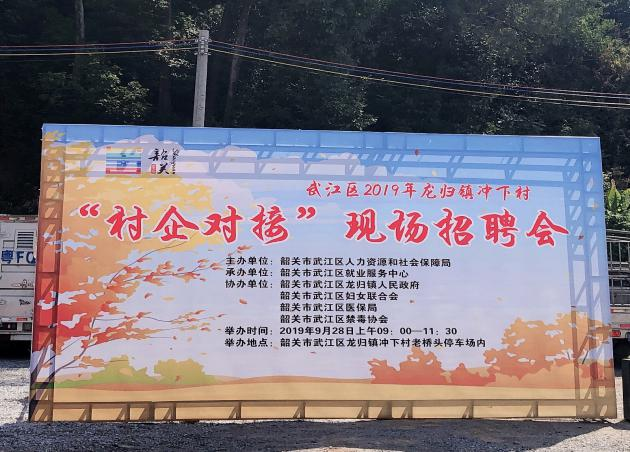 韶关
武江区2019年龙归镇冲下村
“村企对接”现场招聘会
主办单位：韶关市武江区人力资源和社会保障局
承办单位：韶关市武江区就业服务中心
协办单位：韶关市武江区龙归镇人民政府
韶关市武江区妇女联合会
韶关市武江区医保局
韶关市武江区禁毒协会
举办时间：2019年9月28日上午09：00—11：30
举办地点：韶关市武江区龙归镇冲下村老桥头停车场内
粤FQ